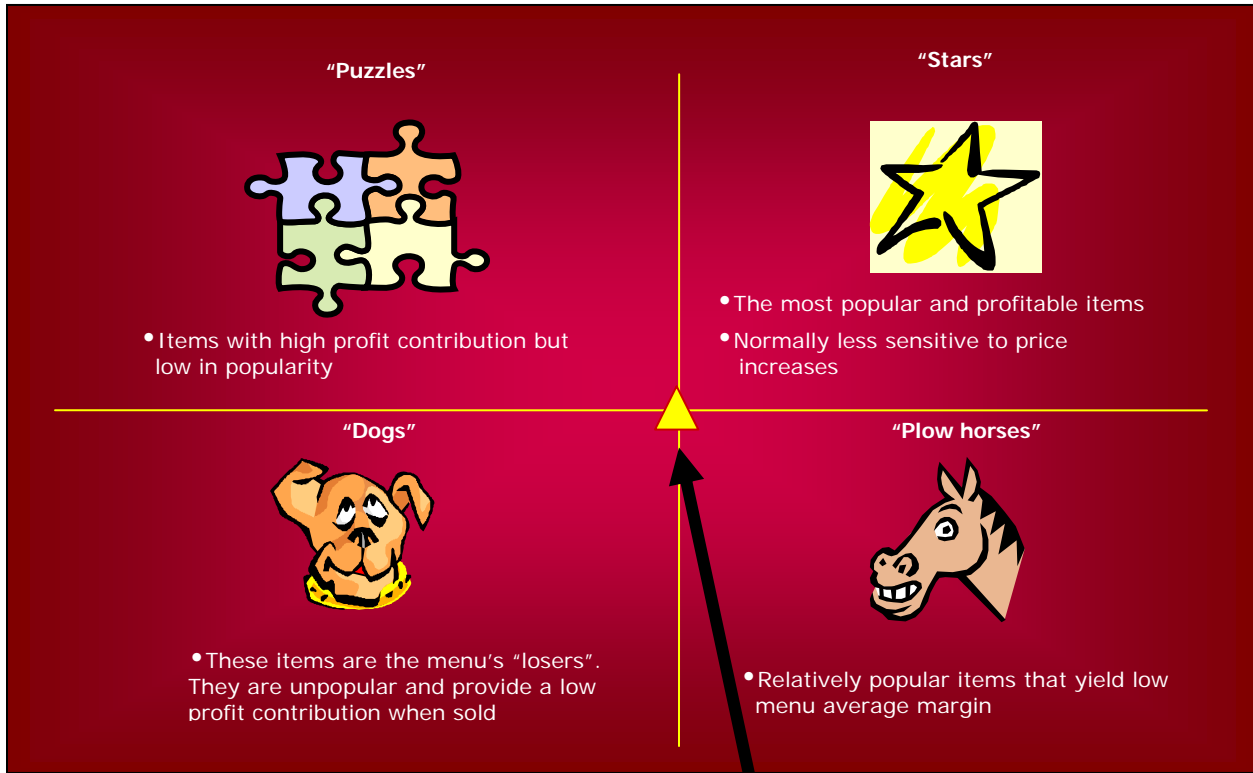 “Puzzles”
• Items with high profit contribution but
low in popularity
“Stars”
• The most popular and profitable items
• Normally less sensitive to price
increases
“Dogs”
• These items are the menu’s “losers”.
They are unpopular and provide a low
profit contribution when sold
“Plow horses”
• Relatively popular items that yield low
menu average margin